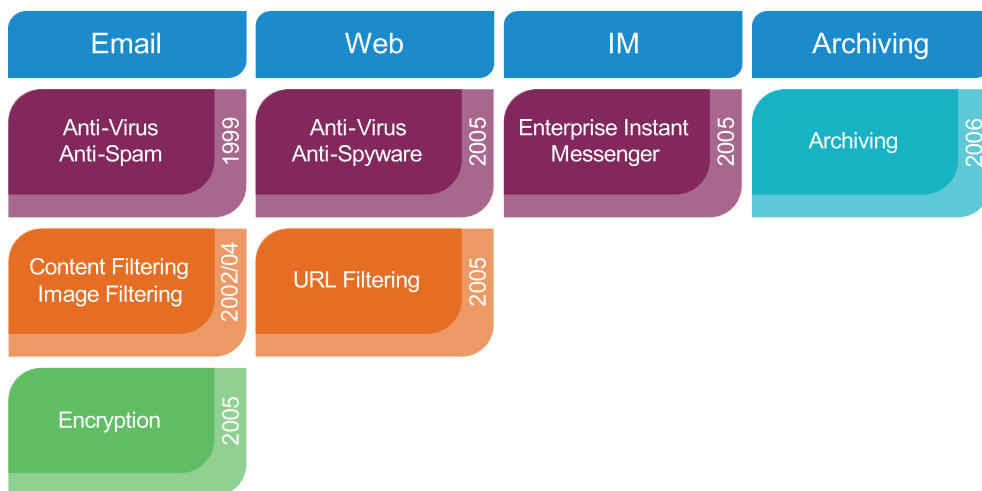 Email
Web
IM
Archiving
Anti-Virus
Anti-Spam
1999
Anti-Virus
Anti-Spyware
2005
Enterprise Instant
Messenger
2005
Archiving
2006
Content Filtering
Image Filtering
2002/04
URL Filtering
2005
Encryption
2005